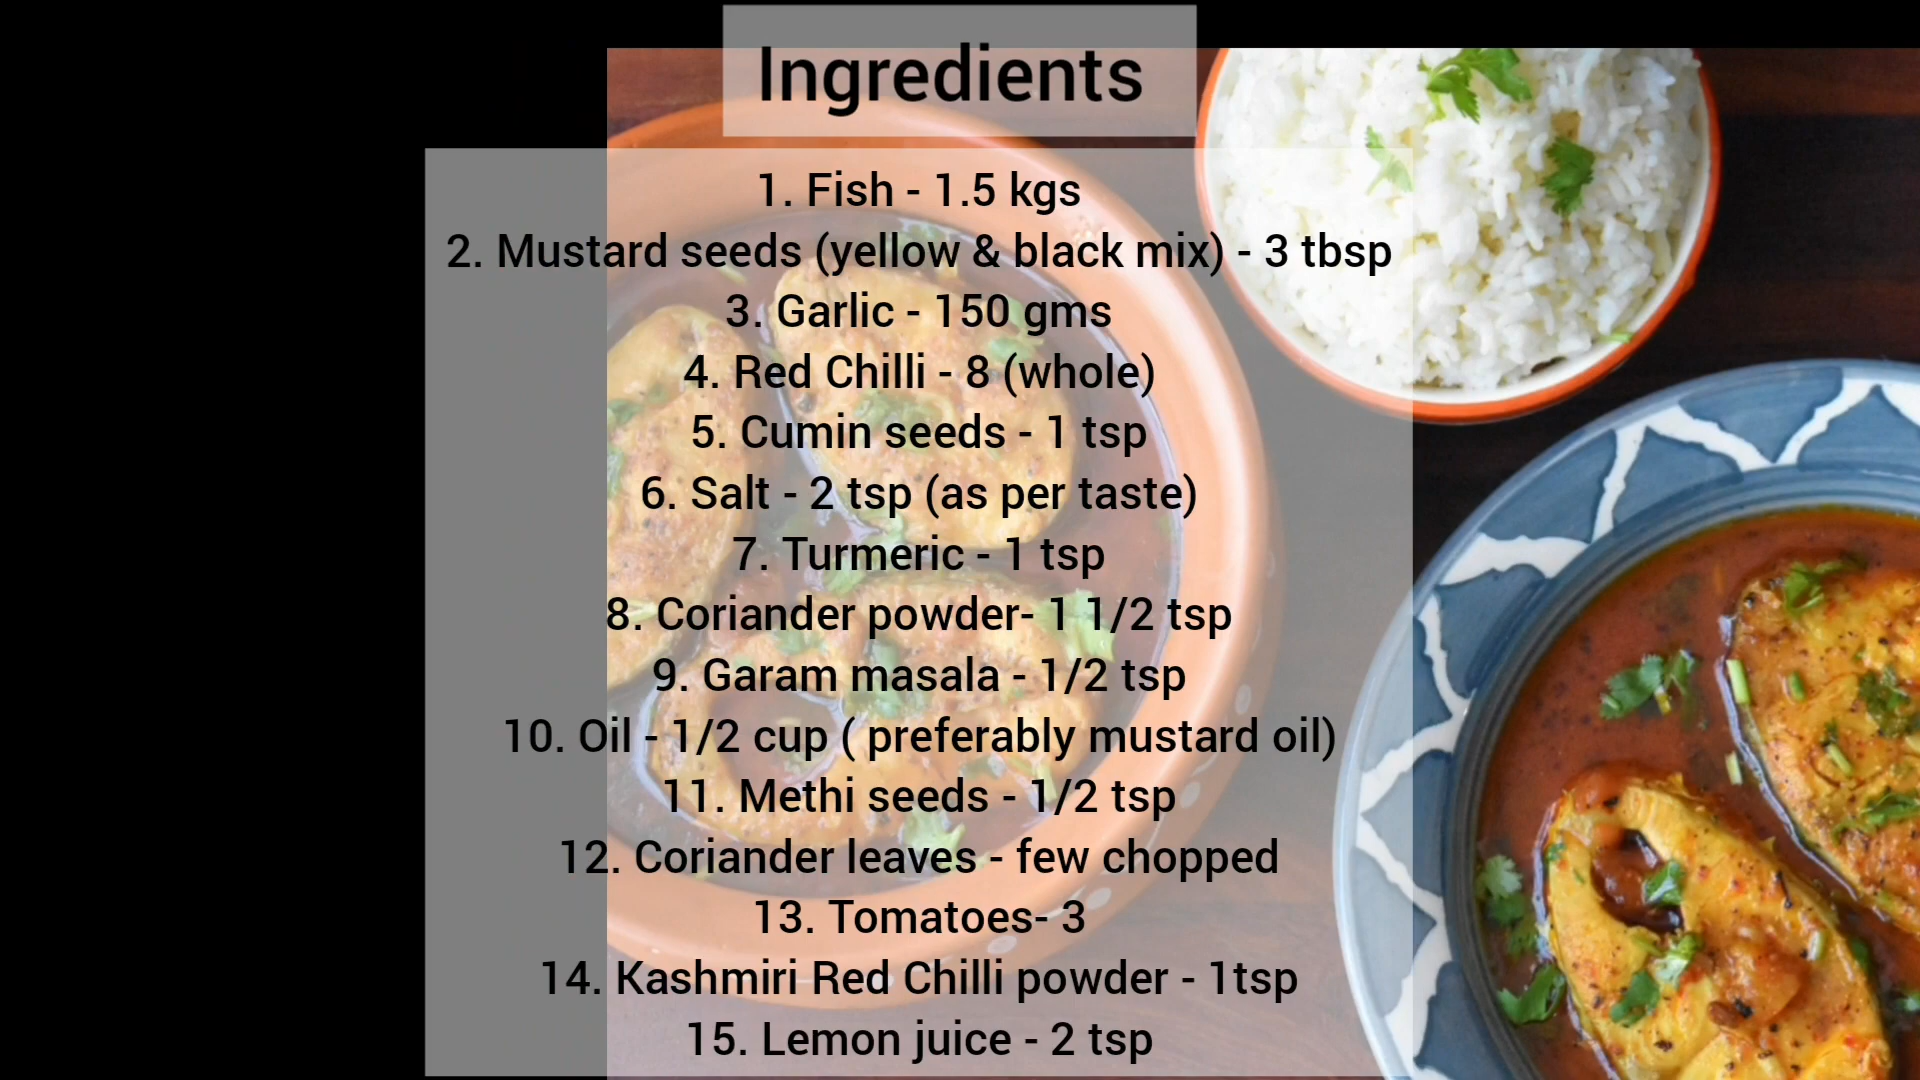 Ingredients
1. Fish - 1.5 kgs
2. Mustard seeds (yellow & black mix) - 3 tbsp
3. Garlic - 150 gms
4. Red Chilli - 8 (whole)
5. Cumin seeds - 1 tsp
6. Salt - 2 tsp (as per taste)
7. Turmeric - 1 tsp
8. Coriander powder- 1 1/2 tsp
9. Garam masala - 1/2 tsp
10. Oil - 1/2 cup ( preferably mustard oil)
11. Methi seeds - 1/2 tsp
12. Coriander leaves - few chopped
13. Tomatoes- 3
14. Kashmiri Red Chilli powder - 1tsp
15. Lemon juice - 2 tsp